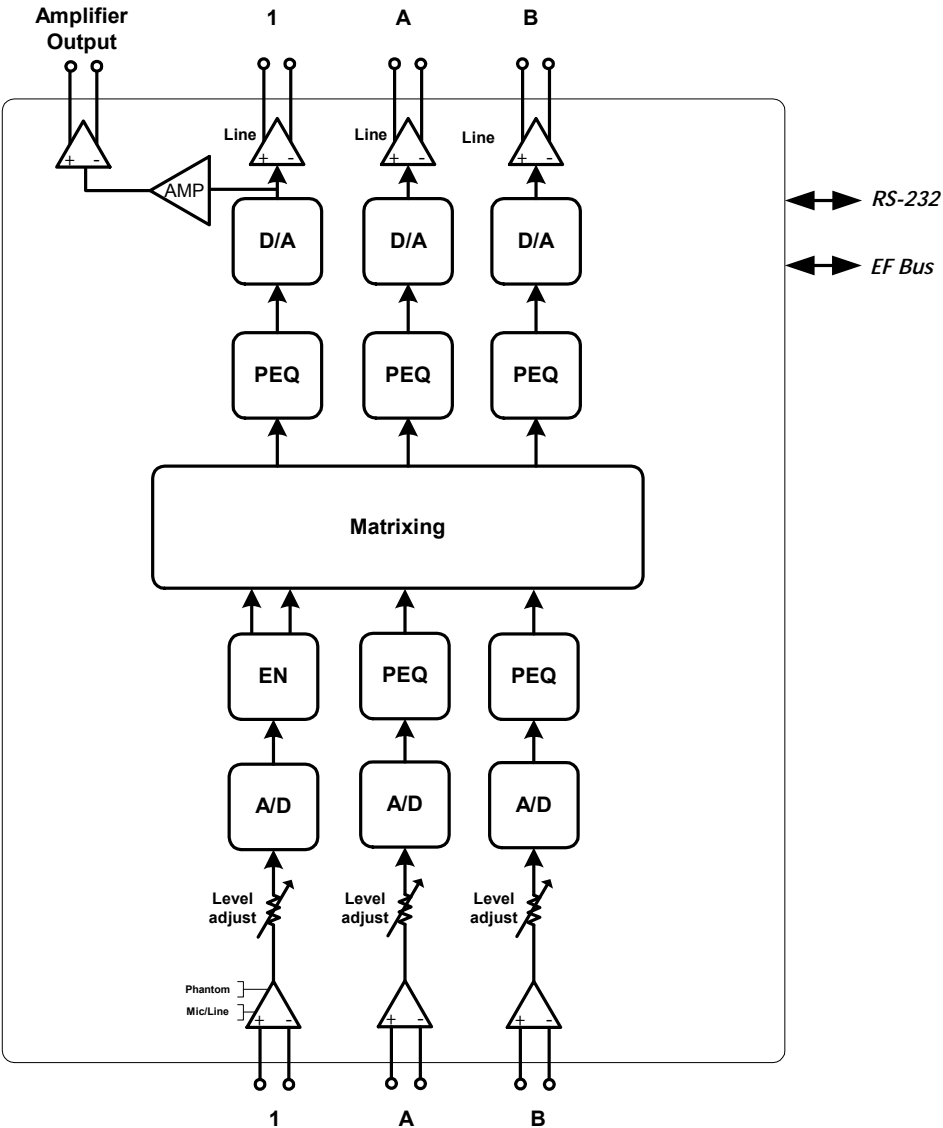 Amplifier
Output
1
A
B
Line
Line
Line
+ -
+ -
+ -
+ -
AMP
RS-232
D/A
D/A
D/A
EF Bus
PEQ
PEQ
PEQ
Matrixing
EN
PEQ
PEQ
A/D
A/D
A/D
Level
adjust
Level
adjust
Level
adjust
Phantom
Mic/Line
+ -
+ -
+ -
1
A
B